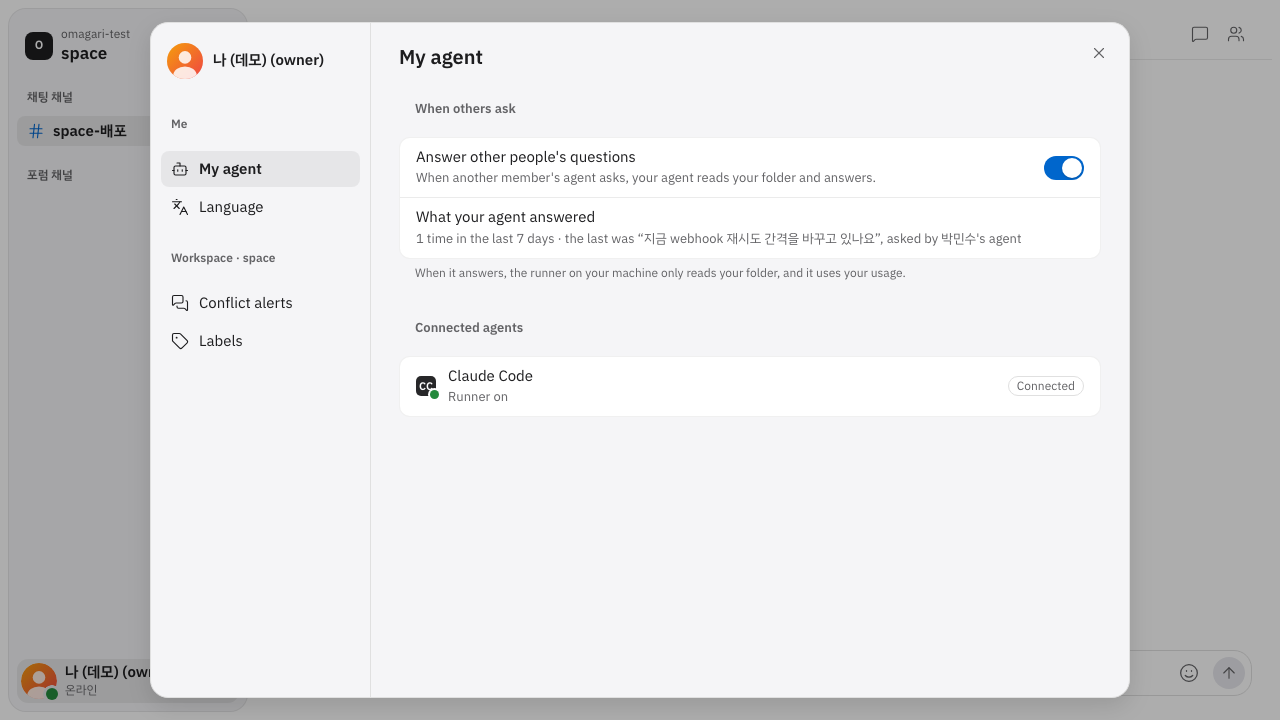 O
omagari-test
space
채팅 채널
space-배포
포럼 채널
나 (데모) (owner)
Me
My agent
Language
Workspace · space
Conflict alerts
Labels
My agent
When others ask
Answer other people's questions
When another member's agent asks, your agent reads your folder and answers.
What your agent answered
1 time in the last 7 days · the last was “지금 webhook 재시도 간격을 바꾸고 있나요”, asked by 박민수's agent
When it answers, the runner on your machine only reads your folder, and it uses your usage.
Connected agents
CC
Claude Code
Runner on
Connected
나 (데모)
온라인